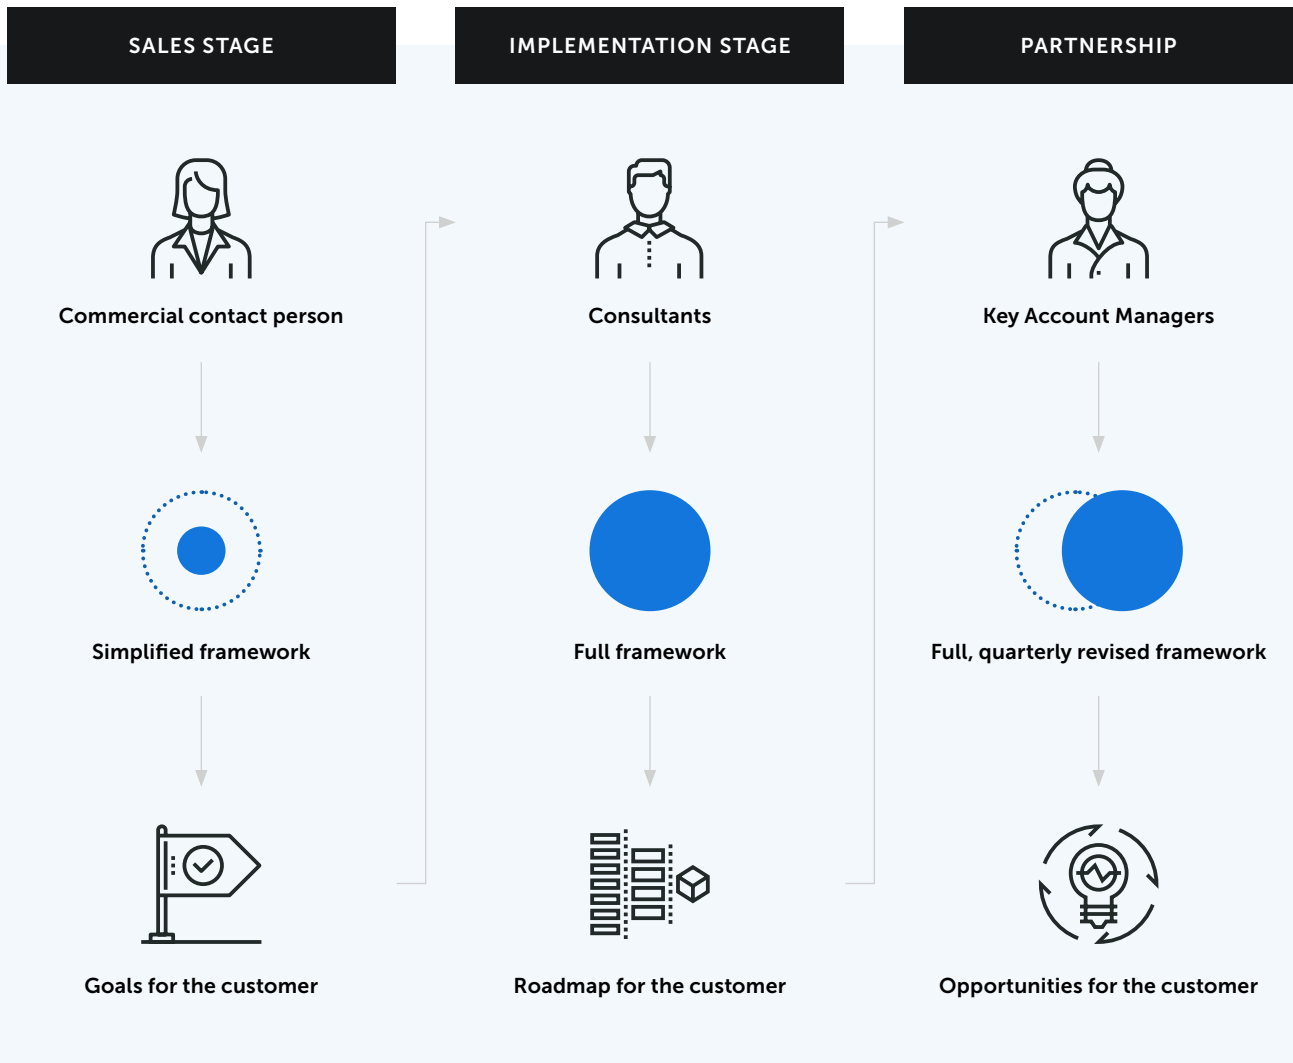 SALES STAGE
IMPLEMENTATION STAGE
PARTNERSHIP
Commercial contact person
Consultants
Key Account Managers
Simplified framework
Full framework
Full, quarterly revised framework
Goals for the customer
Roadmap for the customer
Opportunities for the customer